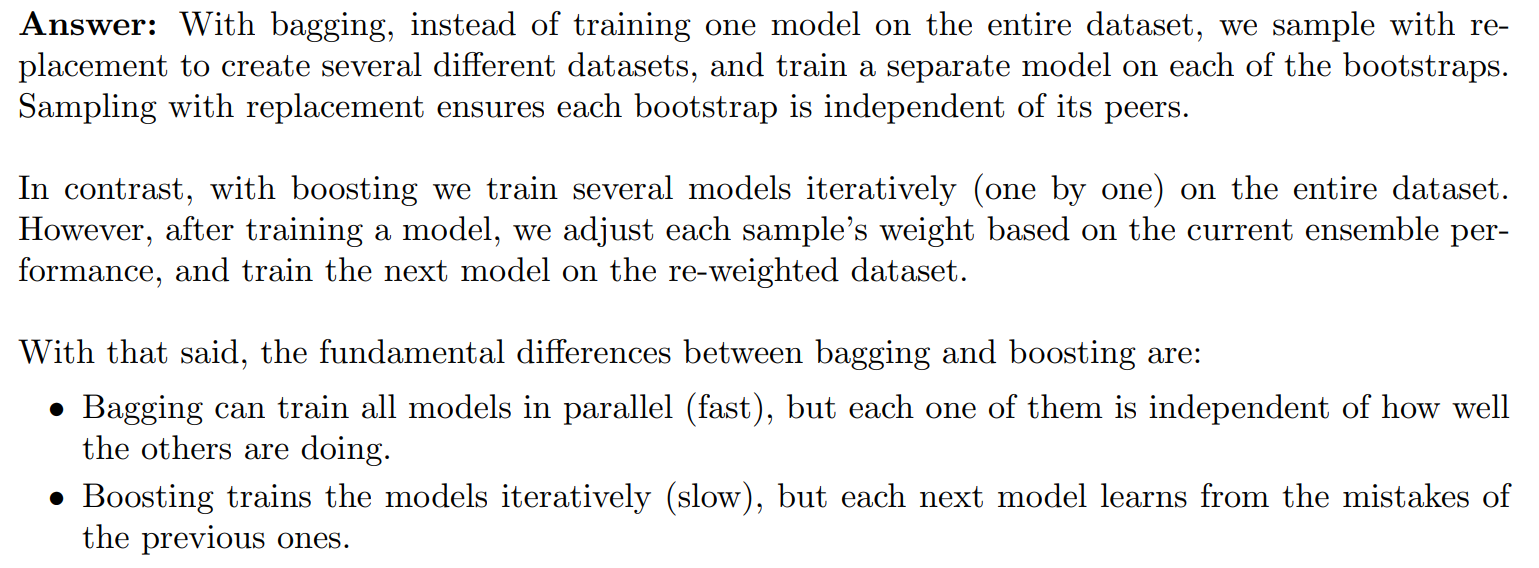 Answer: With bagging, instead of training one model on the entire dataset, we sample with re-
placement to create several different datasets, and train a separate model on each of the bootstraps.
Sampling with replacement ensures each bootstrap is independent of its peers.
In contrast, with boosting we train several models iteratively (one by one) on the entire dataset.
However, after training a model, we adjust each sample's weight based on the current ensemble per-
formance, and train the next model on the re-weighted dataset.
With that said, the fundamental differences between bagging and boosting are:
• Bagging can train all models in parallel (fast), but each one of them is independent of how well
the others are doing.
• Boosting trains the models iteratively (slow), but each next model learns from the mistakes of
the previous ones.